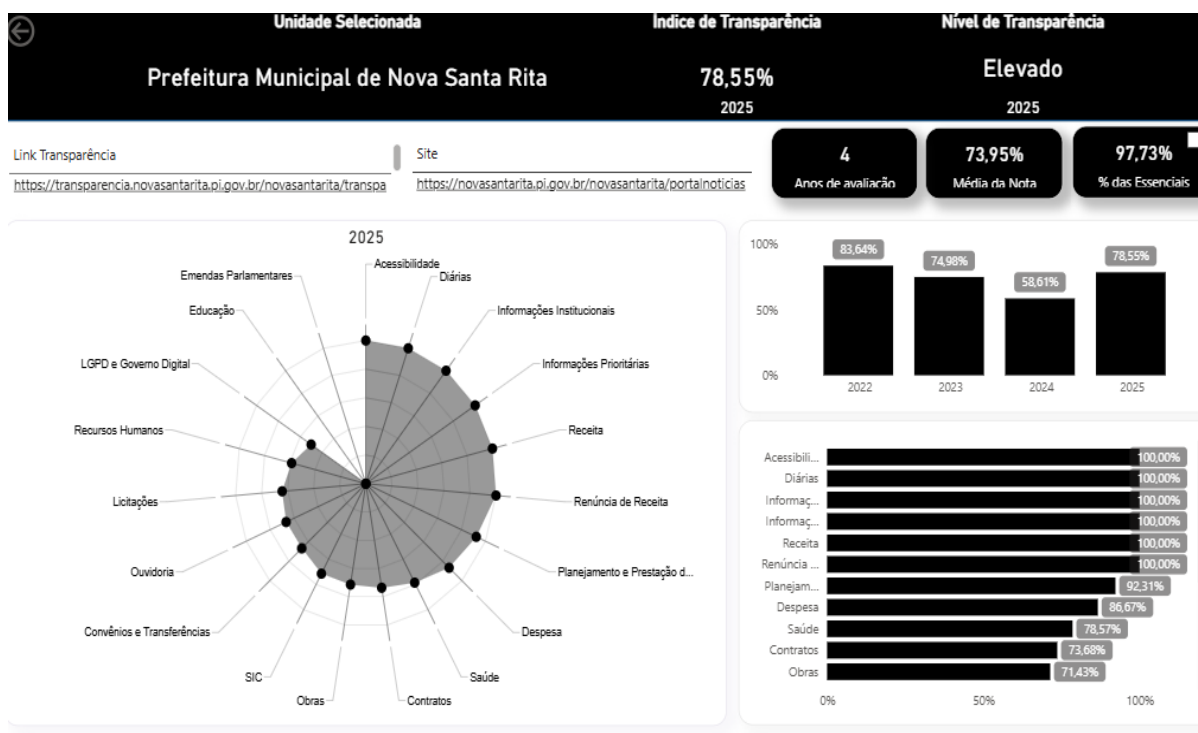 Unidade Selecionada
Índice de Transparência
Nível de Transparência
Prefeitura Municipal de Nova Santa Rita
78,55%
Elevado
2025
2025
Link Transparência
Site
https://transparencia.novasantarita.pi.gov.br/novasantarita/transpa
https://novasantarita.pi.gov.br/novasantarita/portalnoticias
4
Anos de avaliação
73,95%
Média da Nota
97,73%
% das Essenciais
2025
Acessibilidade
Diárias
Informações Institucionais
Informações Prioritárias
Receita
Renúncia de Receita
Planejamento e Prestação d...
Despesa
Saúde
Contratos
Obras
SIC
Convênios e Transferências
Ouvidoria
Licitações
Recursos Humanos
LGPD e Governo Digital
Educação
Emendas Parlamentares
100%
50%
0%
83,64%
74,98%
58,61%
78,55%
2022
2023
2024
2025
Acessibili... 100,00%
Diárias 100,00%
Informaç... 100,00%
Informaç... 100,00%
Receita 100,00%
Renúncia ... 100,00%
Planejam... 92,31%
Despesa 86,67%
Saúde 78,57%
Contratos 73,68%
Obras 71,43%
0% 50% 100%